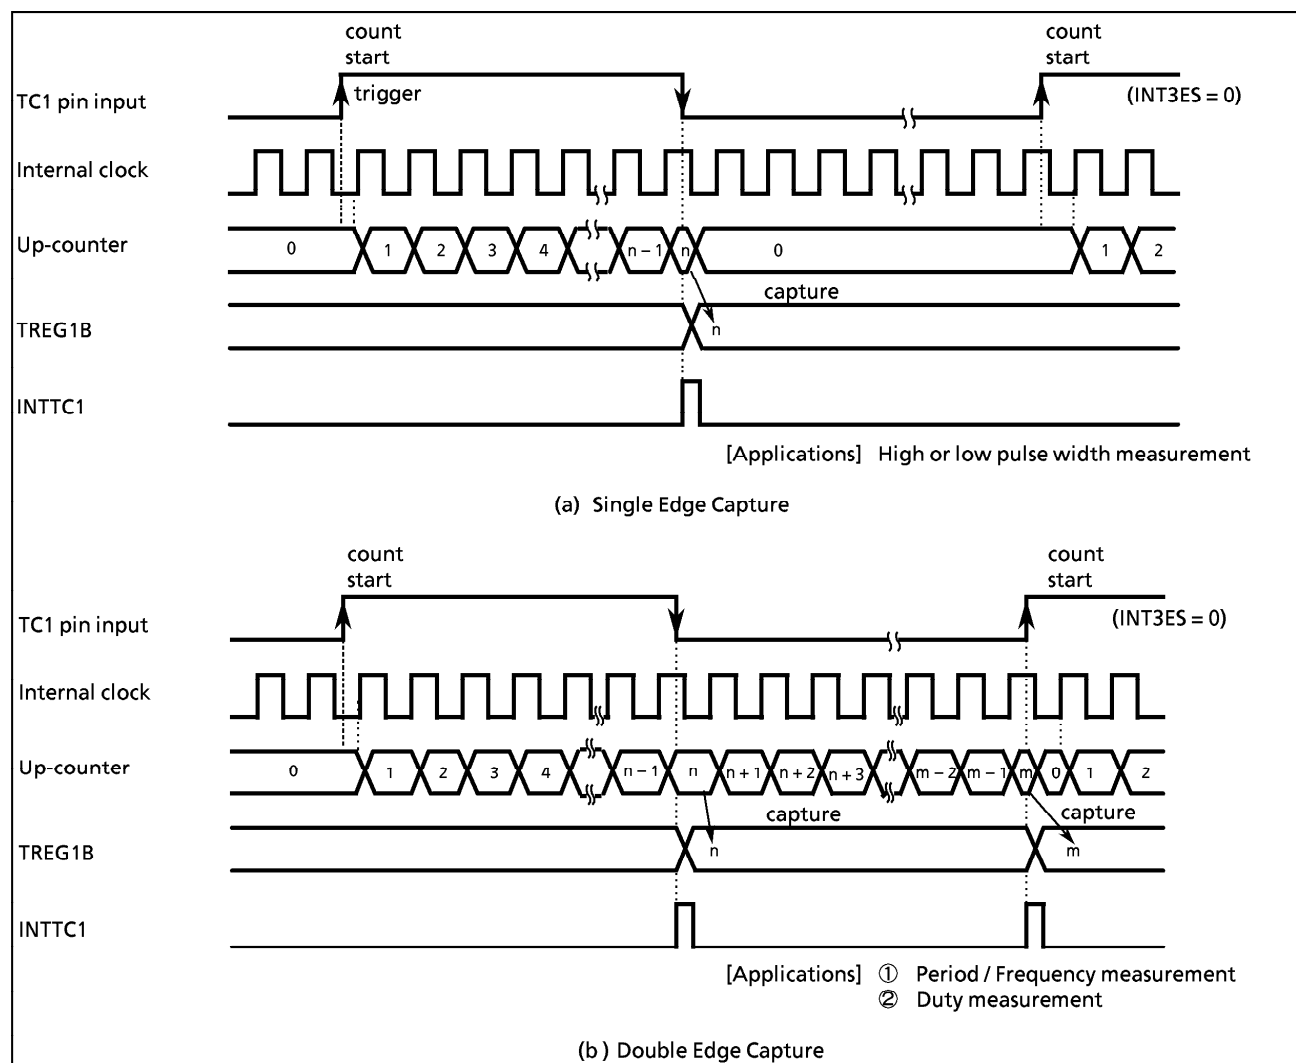 count
start
count
start
TC1 pin input
trigger
(INT3ES = 0)
Internal clock
Up-counter
0 1 2 3 4 n – 1 n 0 1 2
capture
TREG1B
n
INTTC1
[Applications] High or low pulse width measurement
(a) Single Edge Capture
count
start
count
start
TC1 pin input
(INT3ES = 0)
Internal clock
Up-counter
0 1 2 3 4 n – 1 n n + 1 n + 2 n + 3 m – 2 m – 1 m 0 1 2
capture
capture
TREG1B
n
m
INTTC1
[Applications] ① Period / Frequency measurement
② Duty measurement
(b ) Double Edge Capture